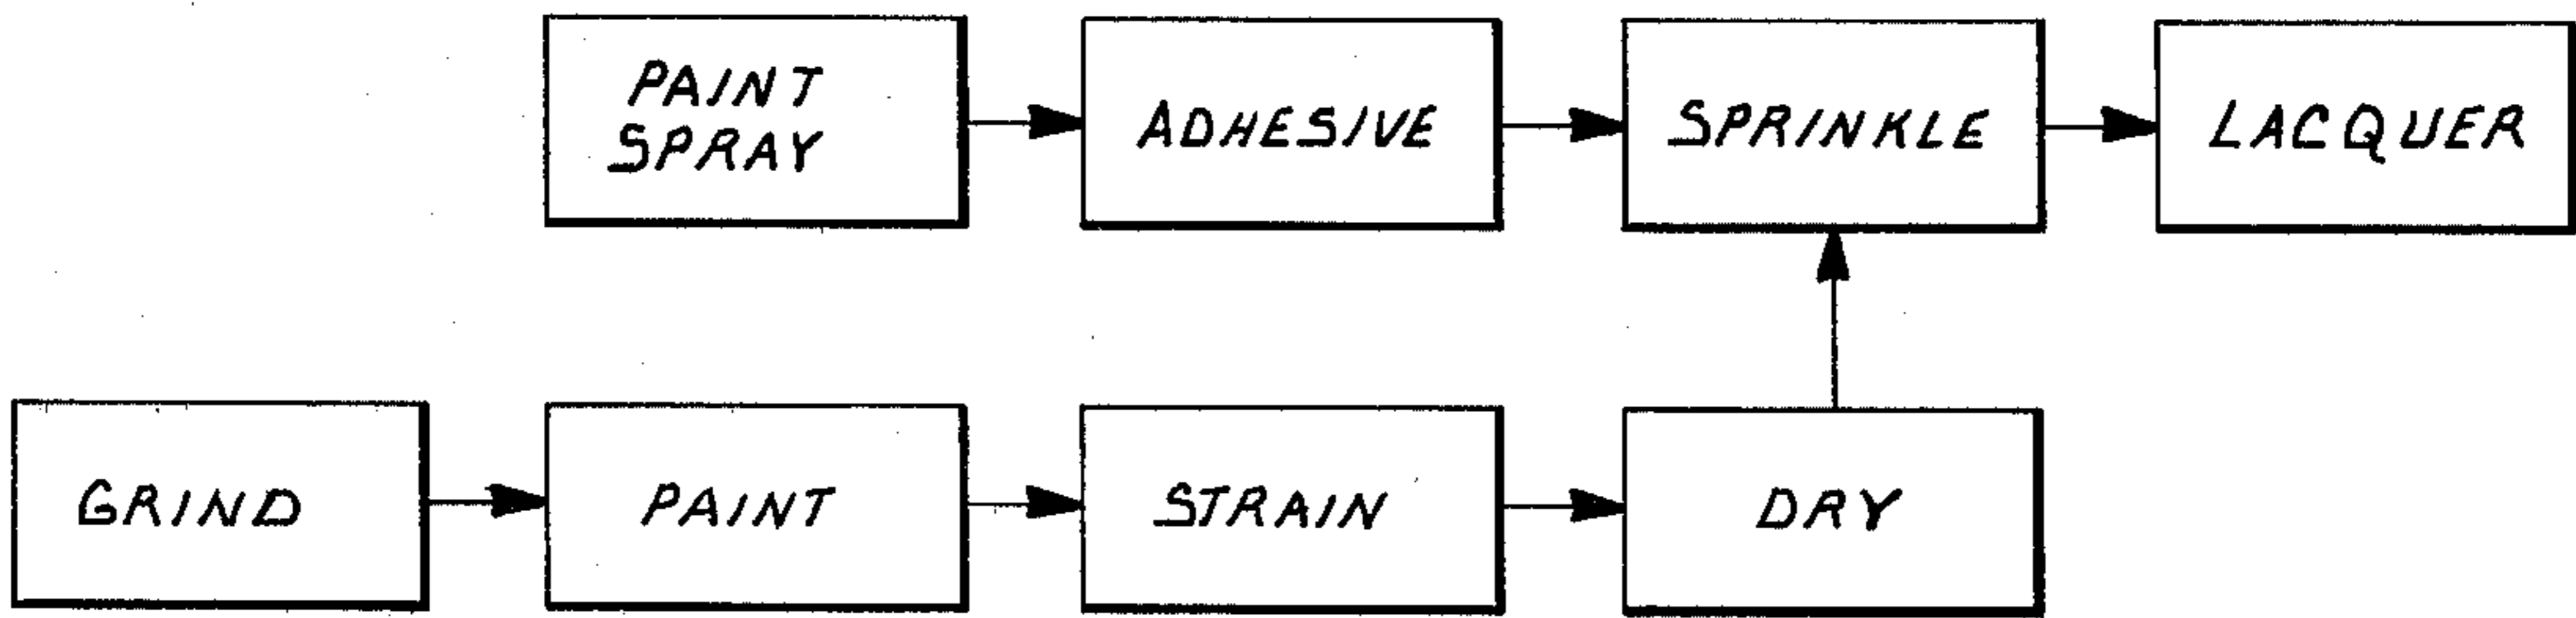 PAINT
SPRAY
ADHESIVE
SPRINKLE
LACQUER
GRIND
PAINT
STRAIN
DRY